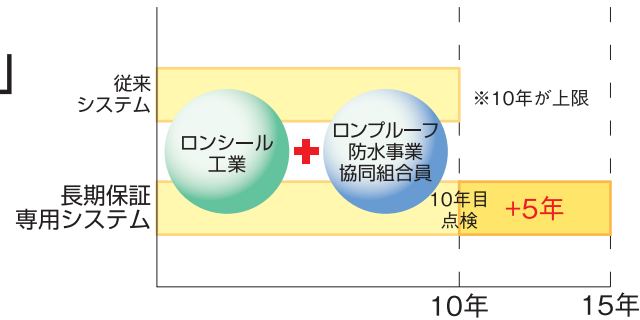 」
従来
システム
※10年が上限
ロンシール
工業
ロンプルーフ
防水事業
協同組合員
長期保証
専用システム
10年目
点検
+5年
10年
15年